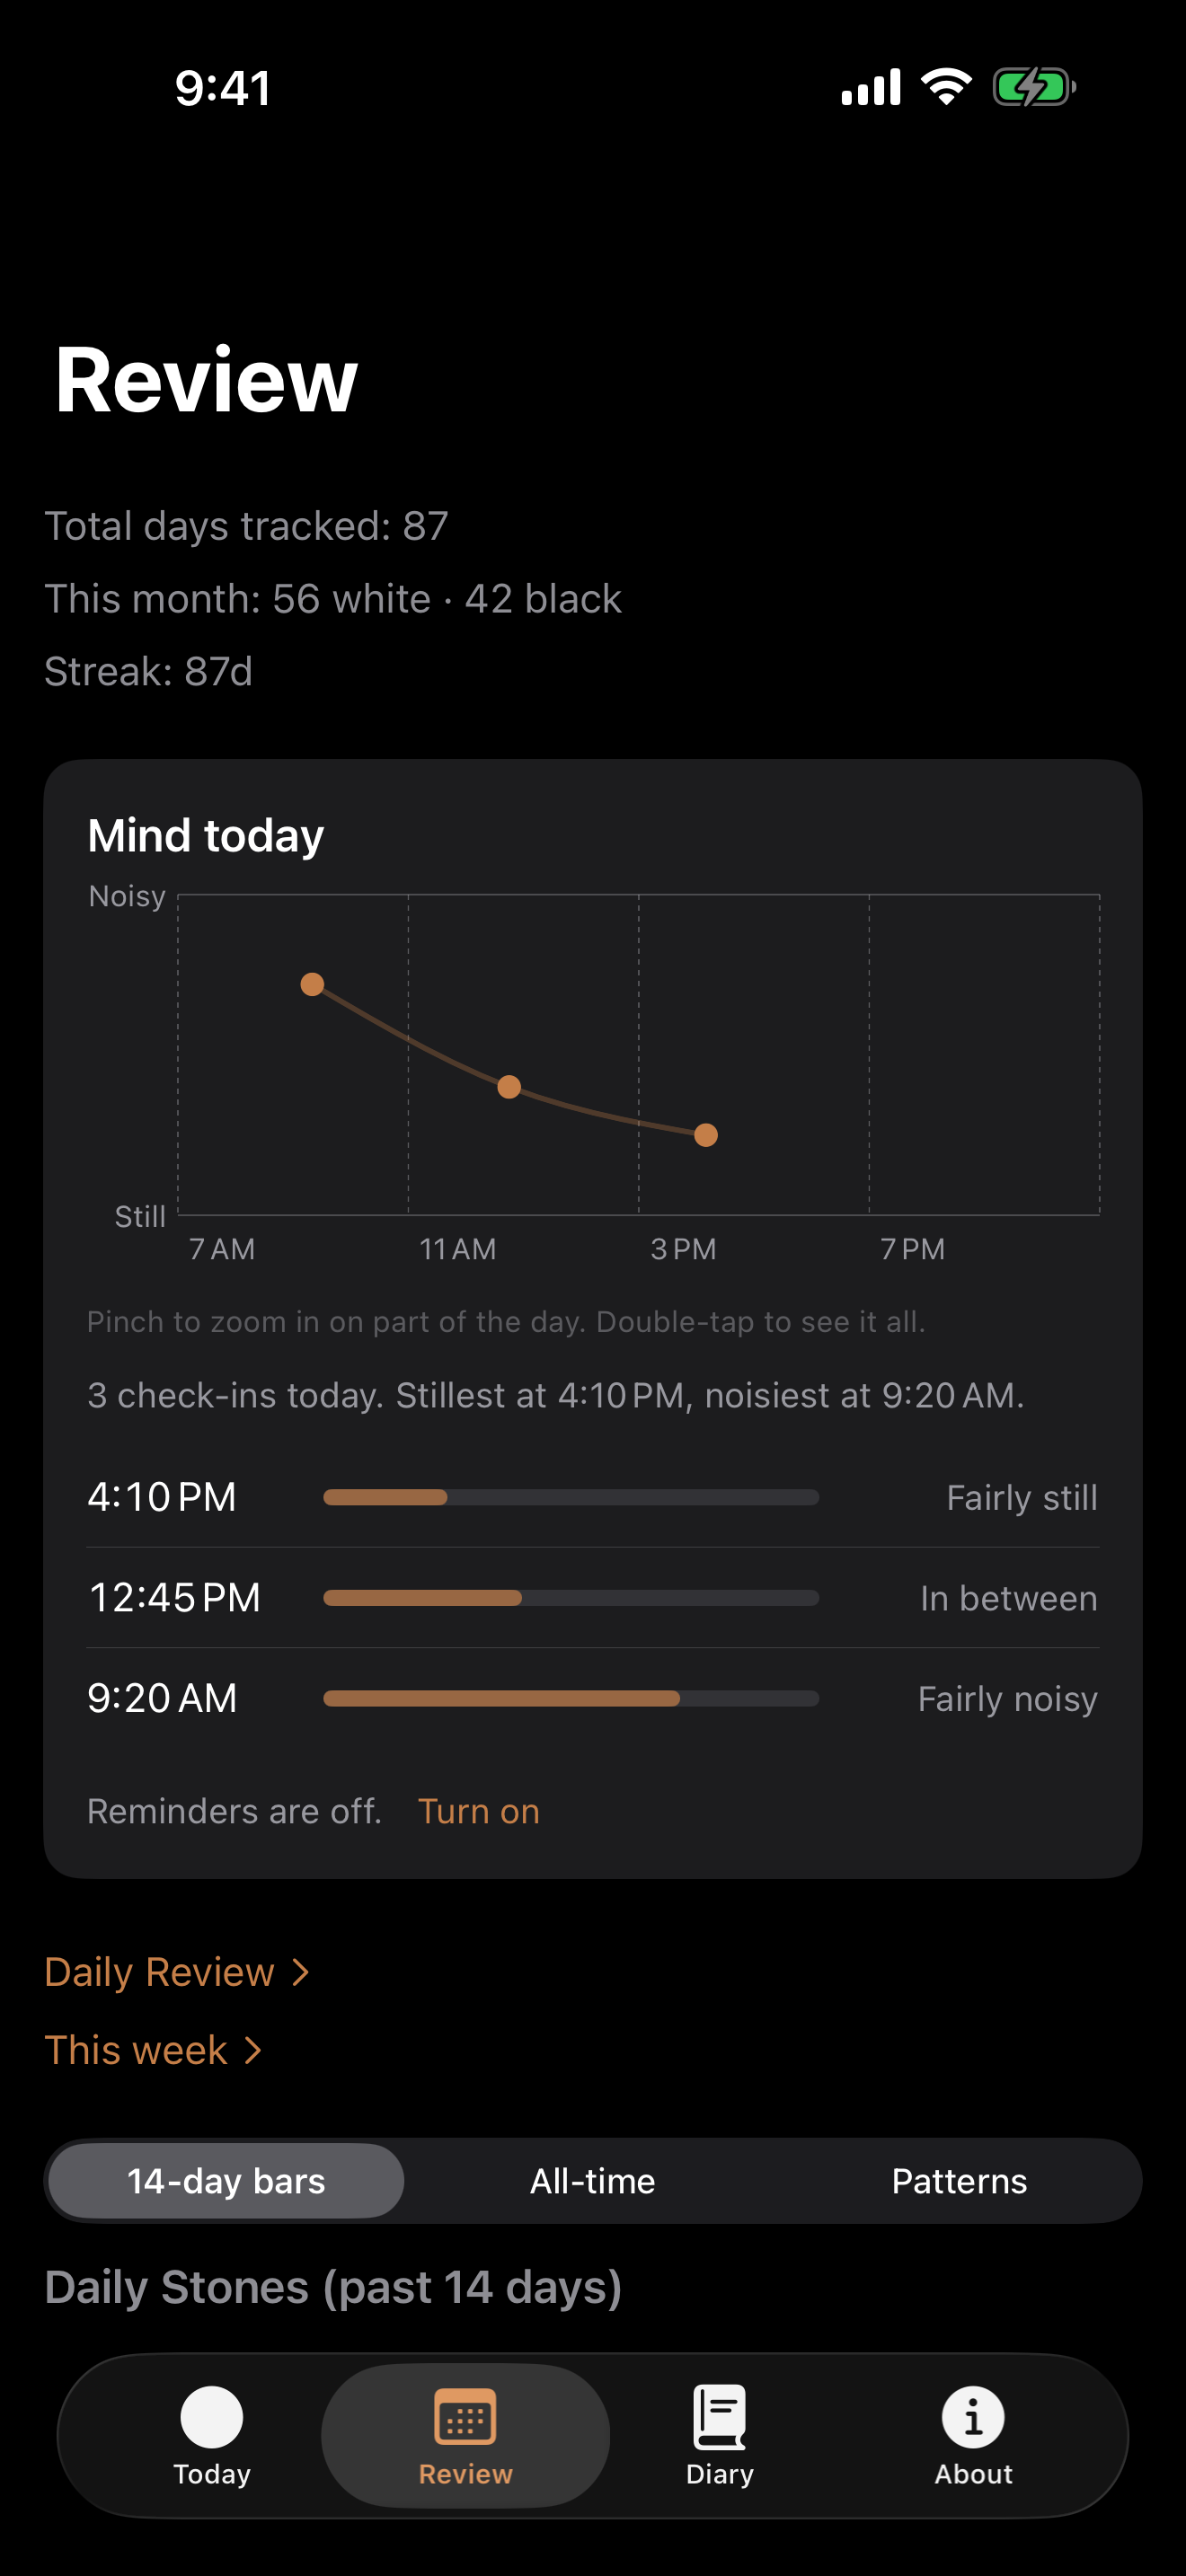 9:41
Review
Total days tracked: 87
This month: 56 white · 42 black
Streak: 87d
Mind today
Noisy
Still
7 AM 11 AM 3 PM 7 PM
Pinch to zoom in on part of the day. Double-tap to see it all.
3 check-ins today. Stillest at 4:10 PM, noisiest at 9:20 AM.
4:10 PM Fairly still
12:45 PM In between
9:20 AM Fairly noisy
Reminders are off. Turn on
Daily Review
This week
14-day bars All-time Patterns
Daily Stones (past 14 days)
Today Review Diary About